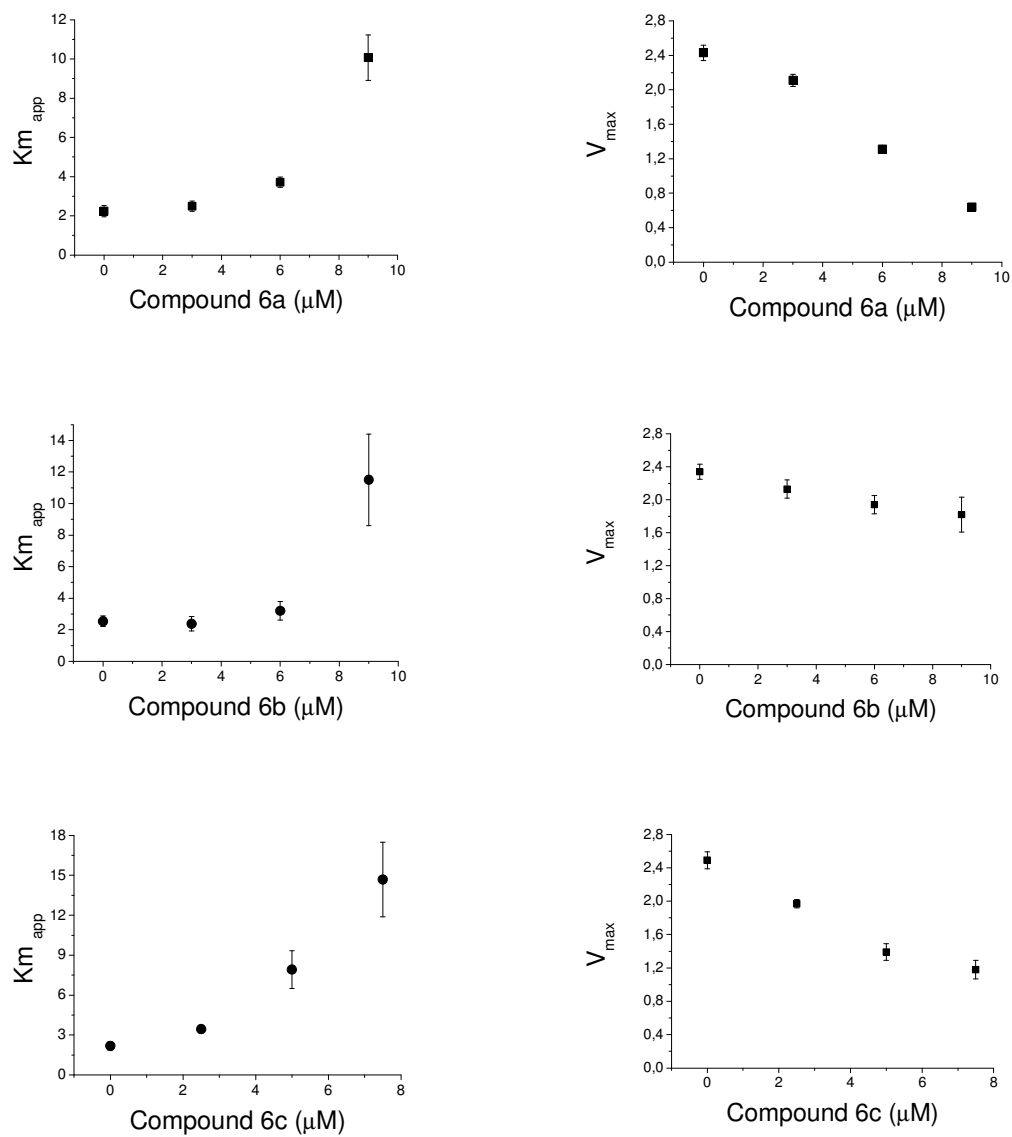 12
10
8
6
4
2
0
Km app
0 2 4 6 8 10
Compound 6a (μM)
2,8
2,4
2,0
1,6
1,2
0,8
0,4
0,0
V max
0 2 4 6 8 10
Compound 6a (μM)
14
12
10
8
6
4
2
0
Km app
0 2 4 6 8 10
Compound 6b (μM)
2,8
2,4
2,0
1,6
1,2
0,8
0,4
0,0
V max
0 2 4 6 8 10
Compound 6b (μM)
18
15
12
9
6
3
0
Km app
0 2 4 6 8
Compound 6c (μM)
2,8
2,4
2,0
1,6
1,2
0,8
0,4
0,0
V max
0 2 4 6 8
Compound 6c (μM)